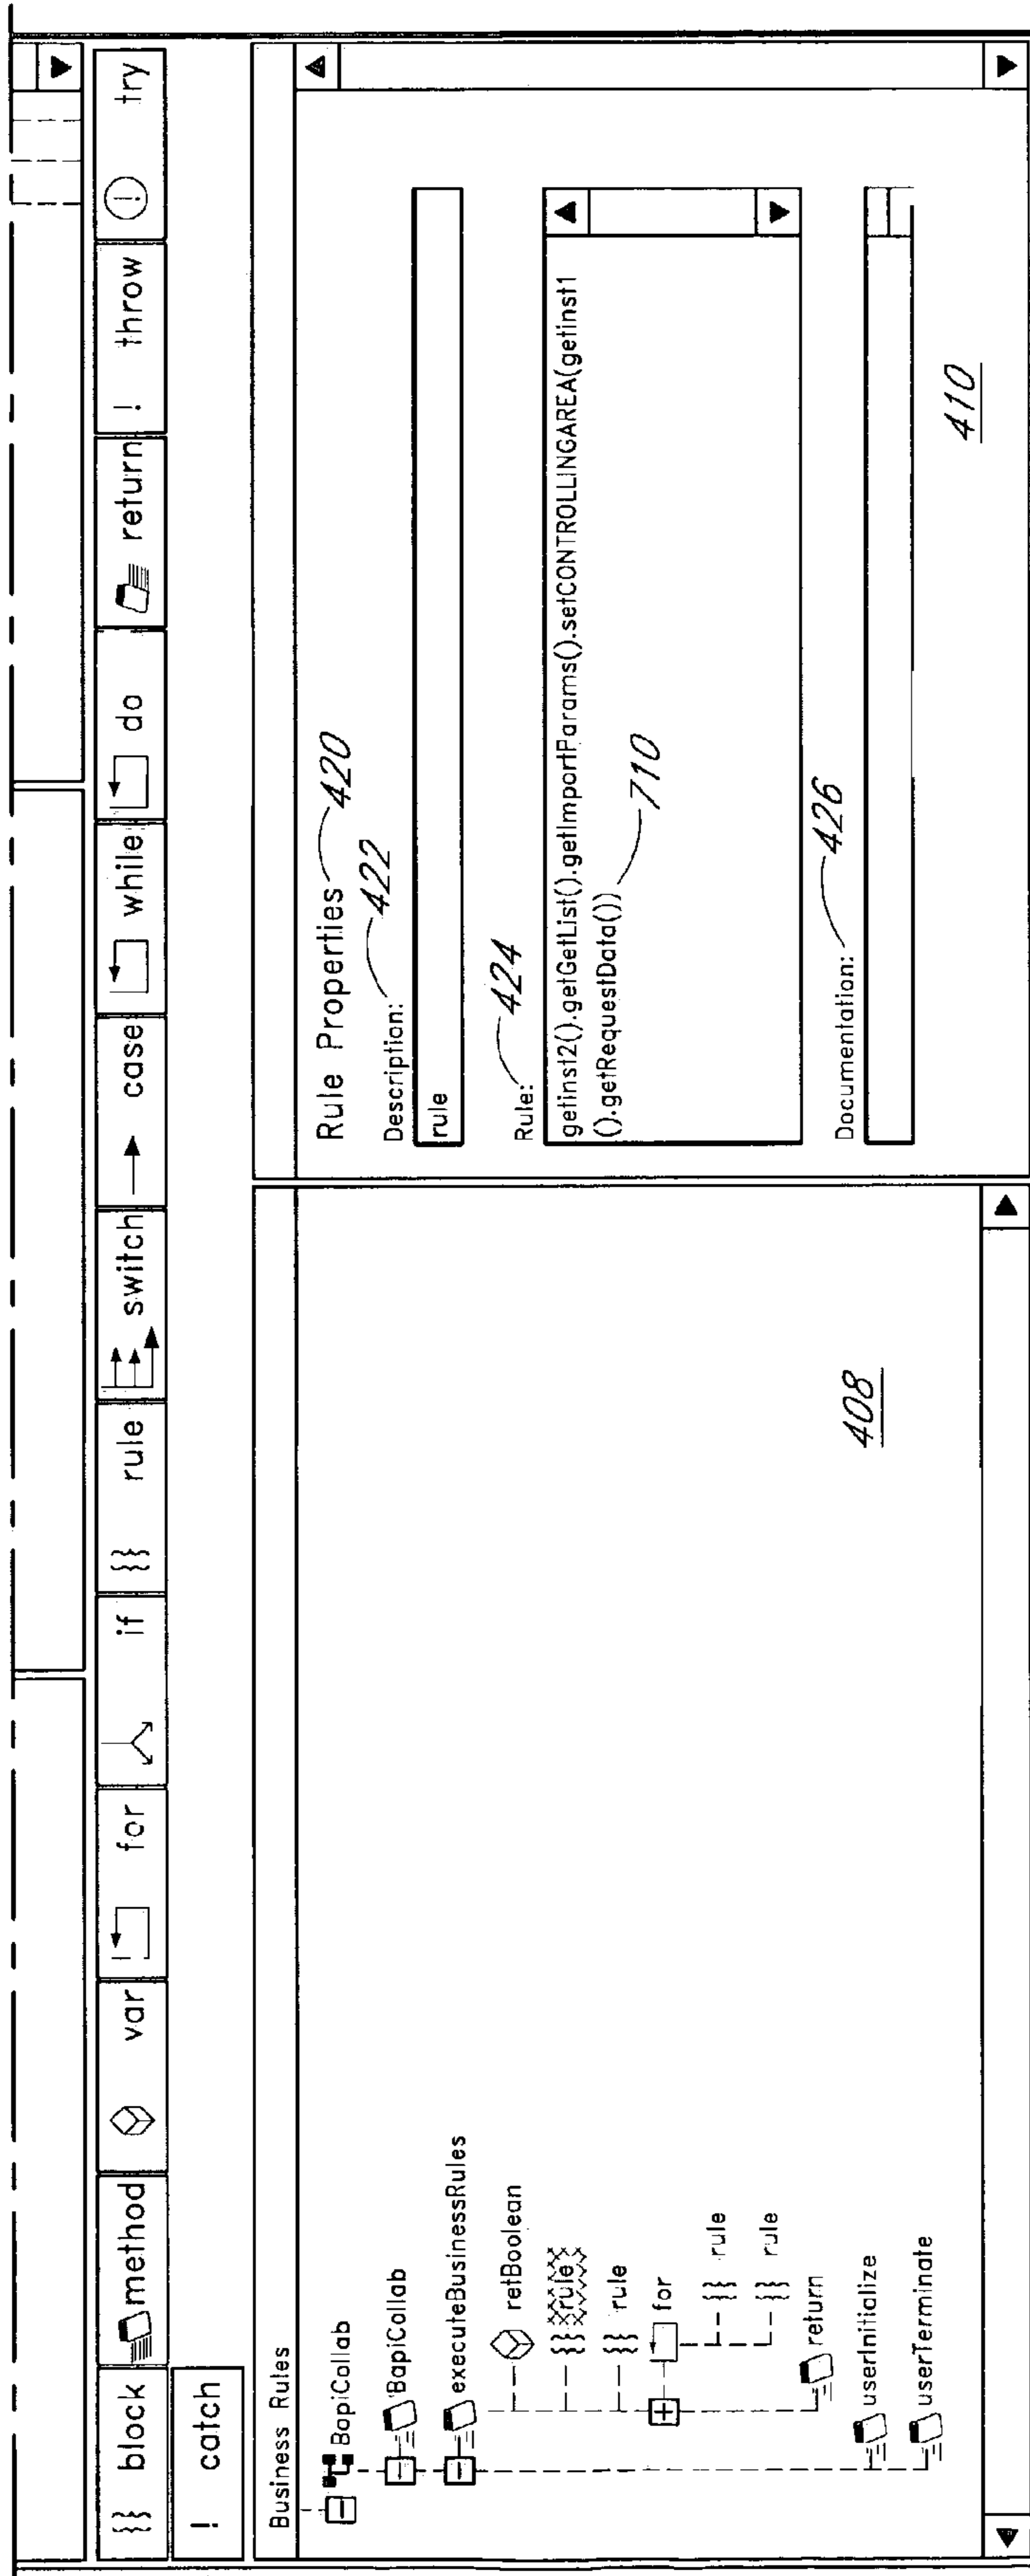 block method var for if rule switch case while do return throw try
catch
Business Rules
BapiCollab
BapiCollab
executeBusinessRules
retBoolean
rule
rule
for
rule
rule
return
userInitialize
userTerminate
408
Rule Properties 420
Description: 422
rule
Rule: 424
getinst2().getGetList().getImportParams().setCONTROLLINGAREA(getinst1
().getRequestData()) 710
Documentation: 426
410